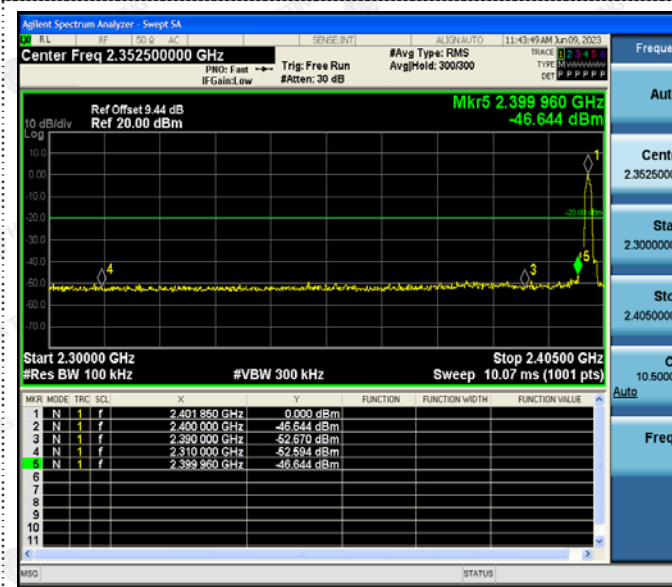 Agilent Spectrum Analyzer - Swept SA
RL RF 50 Ω AC SENSE:INT ALIGN AUTO 11:43:49 AM Jun 09, 2023
Center Freq 2.352500000 GHz
PNO: Fast
IFGain:Low
Trig: Free Run
#Atten: 30 dB
#Avg Type: RMS
Avg|Hold: 300/300
TRACE 1 2 3 4 5 6
TYPE M
DET P P P P P P
Ref Offset 9.44 dB
10 dB/div Ref 20.00 dBm
Log
Mkr5 2.399 960 GHz
-46.644 dBm
10.0
0.00
-10.0
-20.0
-30.0
-40.0
-50.0
-60.0
-70.0
-20.00 dBm
1
4
3
5
Start 2.30000 GHz Stop 2.40500 GHz
#Res BW 100 kHz #VBW 300 kHz Sweep 10.07 ms (1001 pts)
MKR MODE TRC SCL X Y FUNCTION FUNCTION WIDTH FUNCTION VALUE
1 N 1 f 2.401 850 GHz 0.000 dBm
2 N 1 f 2.400 000 GHz -46.644 dBm
3 N 1 f 2.390 000 GHz -52.670 dBm
4 N 1 f 2.310 000 GHz -52.594 dBm
5 N 1 f 2.399 960 GHz -46.644 dBm
6
7
8
9
10
11
MSG STATUS
Freque
Aut
Cente
2.3525000
Sta
2.3000000
Sto
2.4050000
C
10.50000
Auto
Freq